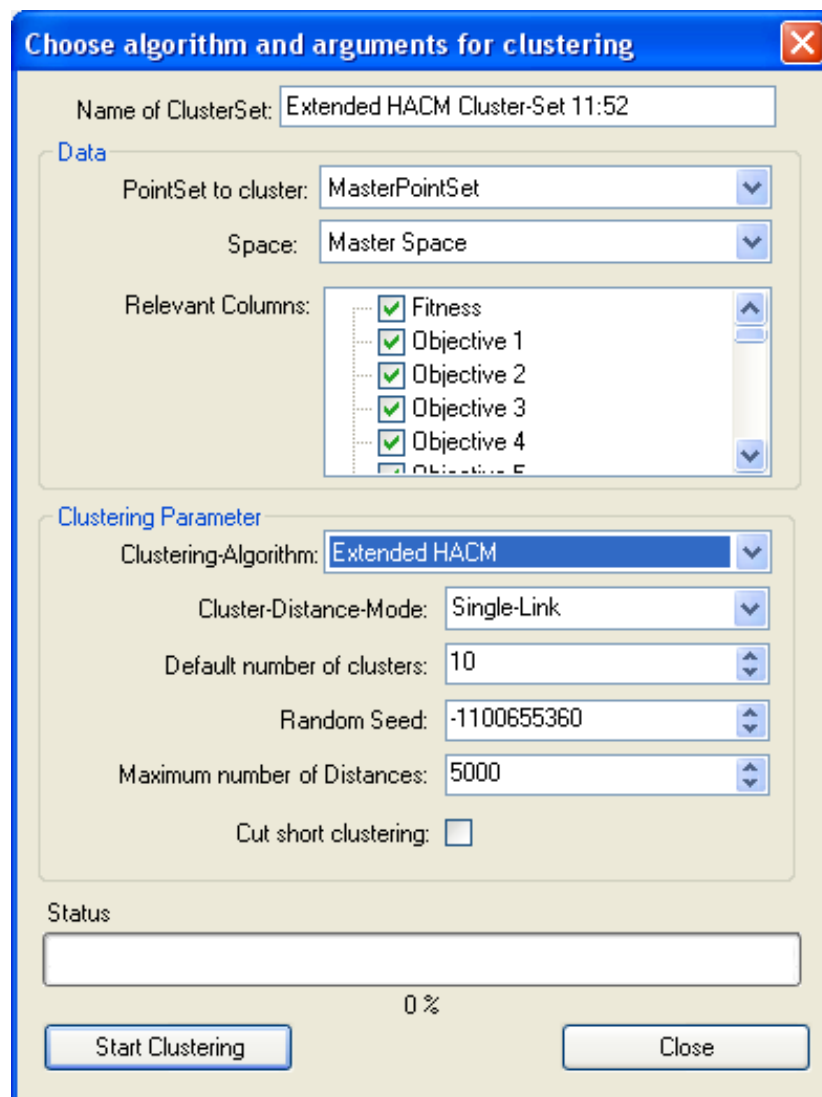 Choose algorithm and arguments for clustering
Name of ClusterSet: Extended HACM Cluster-Set 11:52
Data
PointSet to cluster: MasterPointSet
Space: Master Space
Relevant Columns: Fitness
Objective 1
Objective 2
Objective 3
Objective 4
Objective 5
Clustering Parameter
Clustering-Algorithm: Extended HACM
Cluster-Distance-Mode: Single-Link
Default number of clusters: 10
Random Seed: -1100655360
Maximum number of Distances: 5000
Cut short clustering:
Status
0 %
Start Clustering Close